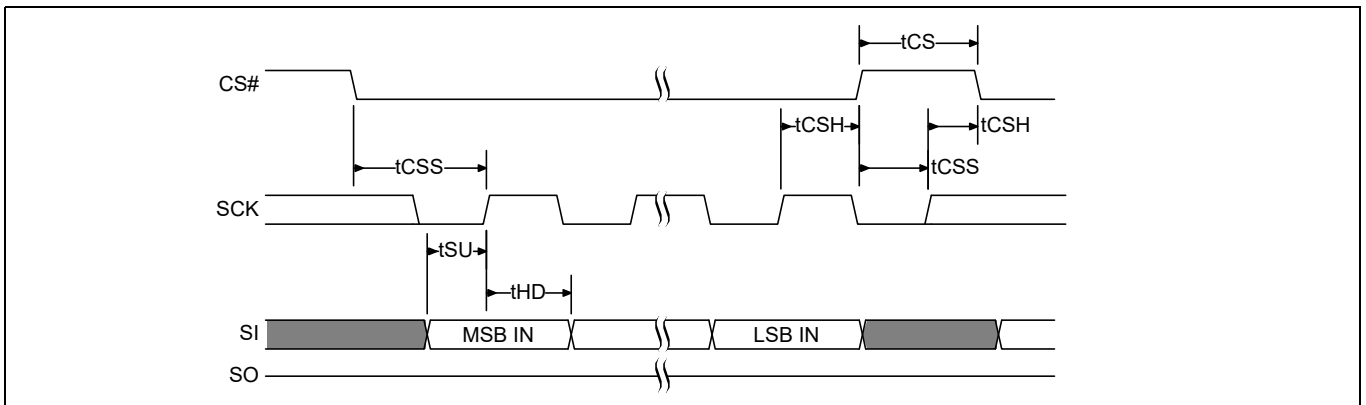 tCS
CS#
tCSH
tCSH
tCSS
tCSS
SCK
tSU
tHD
SI
MSB IN
LSB IN
SO